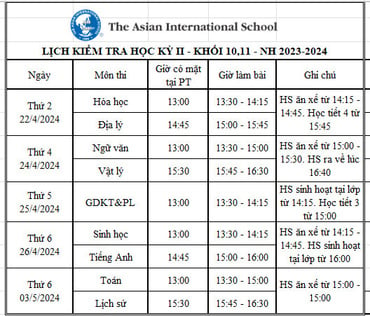 The Asian International School
LỊCH KIỂM TRA HỌC KỲ II - KHỐI 10,11 - NH 2023-2024
Ngày Môn thi Giờ có mặt tại PT Giờ làm bài Ghi chú
Thứ 2 22/4/2024
Hóa học 13:00 13:30 - 14:15
Địa lý 14:45 15:00 - 15:45
HS ăn xế từ 14:15 -
14:45. Học tiết 4 từ
15:45
Thứ 4 24/4/2024
Ngữ văn 13:00 13:30 - 15:00
Vật lý 15:30 15:45 - 16:30
HS ăn xế từ 15:00 -
15:30. HS ra về lúc
16:40
Thứ 5 25/4/2024
GDKT&PL 13:00 13:30 - 14:15
HS sinh hoạt tại lớp
từ 14:15. Học tiết 3
từ 15:00
Thứ 6 26/4/2024
Sinh học 13:00 13:30 - 14:15
Tiếng Anh 14:45 15:00 - 16:00
HS ăn xế từ 14:15 -
14:45. HS sinh hoạt
tại lớp từ 16:00
Thứ 6 03/5/2024
Toán 13:00 13:30 - 15:00
Lịch sử 15:30 15:45 - 16:30
HS ăn xế từ 15:00 -
15:00